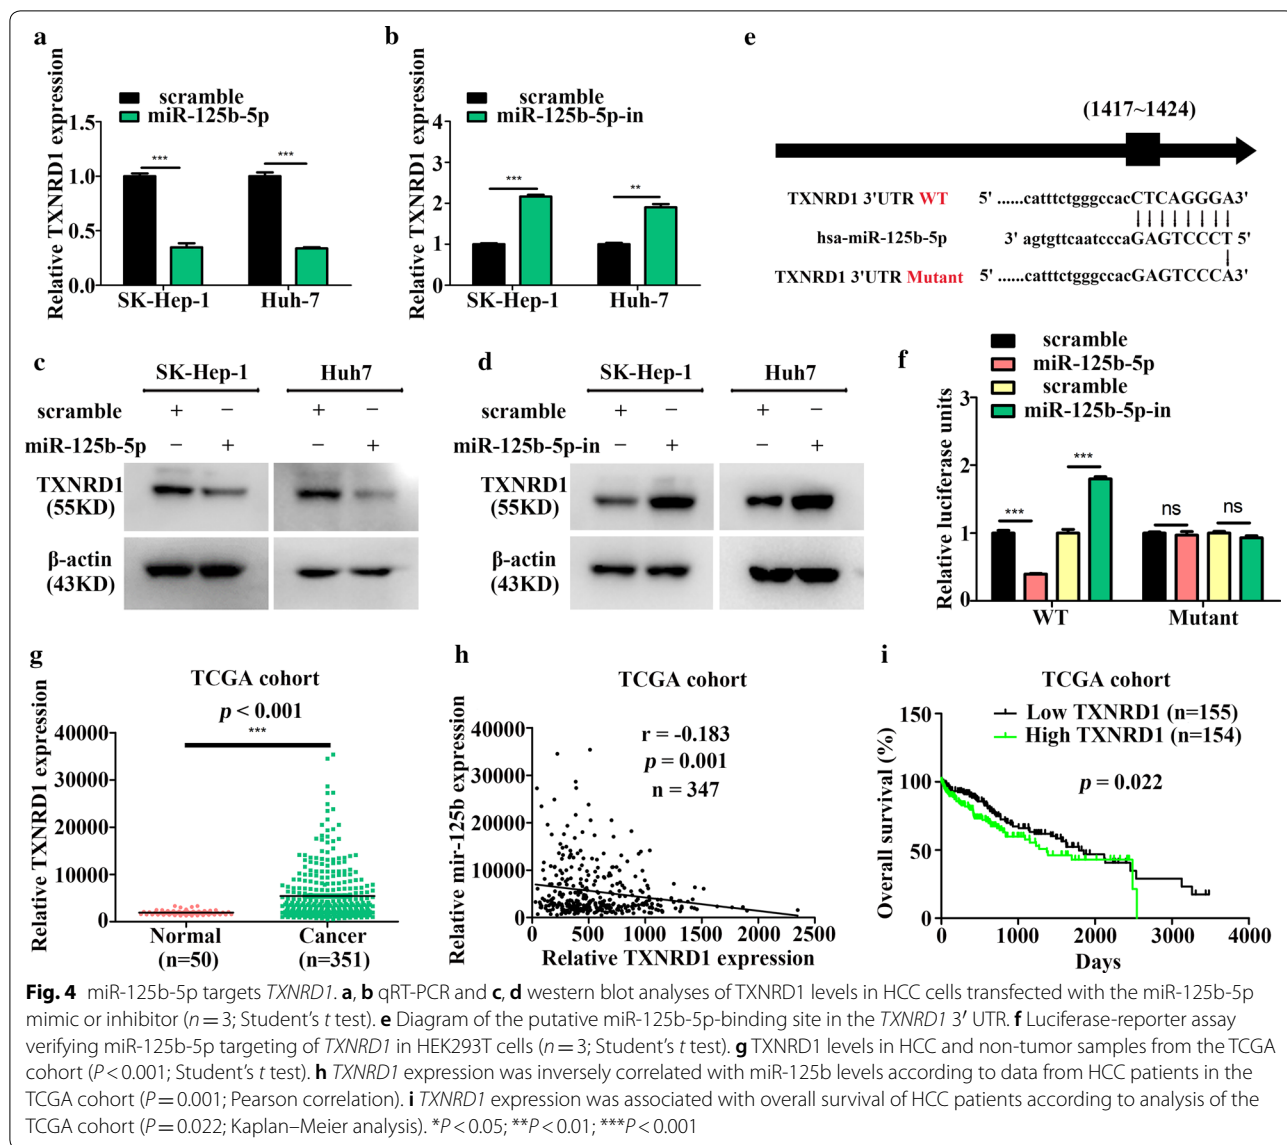 a
Relative TXNRD1 expression
scramble
miR-125b-5p
1.5
1.0
0.5
0.0
***
***
SK-Hep-1 Huh-7
b
Relative TXNRD1 expression
scramble
miR-125b-5p-in
4
3
2
1
0
***
**
SK-Hep-1 Huh-7
e
(1417~1424)
TXNRD1 3'UTR WT 5' ......catttctgggccacCTCAGGGA3'
hsa-miR-125b-5p 3' agtgttcaatcccaGAGTCCCT 5'
TXNRD1 3'UTR Mutant 5' ......catttctgggccacGAGTCCCA3'
c
SK-Hep-1 Huh7
scramble + − + −
miR-125b-5p − + − +
TXNRD1
(55KD)
β-actin
(43KD)
d
SK-Hep-1 Huh7
scramble + − + −
miR-125b-5p-in − + − +
TXNRD1
(55KD)
β-actin
(43KD)
f
scramble
miR-125b-5p
scramble
miR-125b-5p-in
Relative luciferase units
3
2
1
0
***
***
ns
ns
WT Mutant
g
TCGA cohort
p < 0.001
***
Relative TXNRD1 expression
40000
30000
20000
10000
0
Normal Cancer
(n=50) (n=351)
h
TCGA cohort
r = -0.183
p = 0.001
n = 347
Relative mir-125b expression
40000
30000
20000
10000
0
0 500 1000 1500 2000 2500
Relative TXNRD1 expression
i
TCGA cohort
Low TXNRD1 (n=155)
High TXNRD1 (n=154)
p = 0.022
Overall survival (%)
150
100
50
0
0 1000 2000 3000 4000
Days
Fig. 4 miR-125b-5p targets TXNRD1. a, b qRT-PCR and c, d western blot analyses of TXNRD1 levels in HCC cells transfected with the miR-125b-5p
mimic or inhibitor (n = 3; Student's t test). e Diagram of the putative miR-125b-5p-binding site in the TXNRD1 3′ UTR. f Luciferase-reporter assay
verifying miR-125b-5p targeting of TXNRD1 in HEK293T cells (n = 3; Student's t test). g TXNRD1 levels in HCC and non-tumor samples from the TCGA
cohort (P < 0.001; Student's t test). h TXNRD1 expression was inversely correlated with miR-125b levels according to data from HCC patients in the
TCGA cohort (P = 0.001; Pearson correlation). i TXNRD1 expression was associated with overall survival of HCC patients according to analysis of the
TCGA cohort (P = 0.022; Kaplan–Meier analysis). *P < 0.05; **P < 0.01; ***P < 0.001